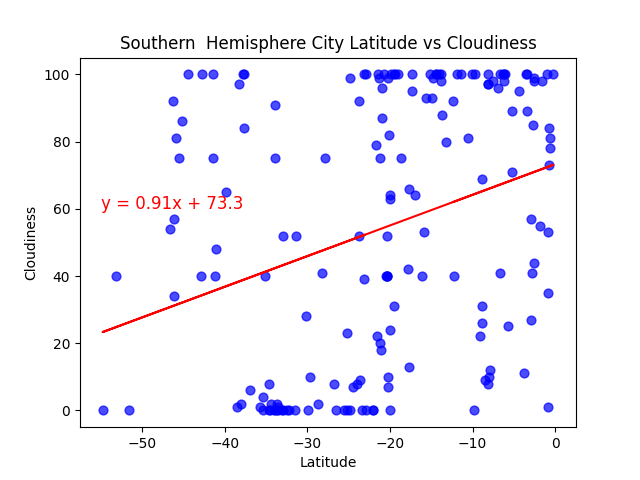 Southern  Hemisphere City Latitude vs Cloudiness
100
80
y = 0.91x + 73.3
60
40
20
0
Cloudiness
−50 −40 −30 −20 −10 0
Latitude